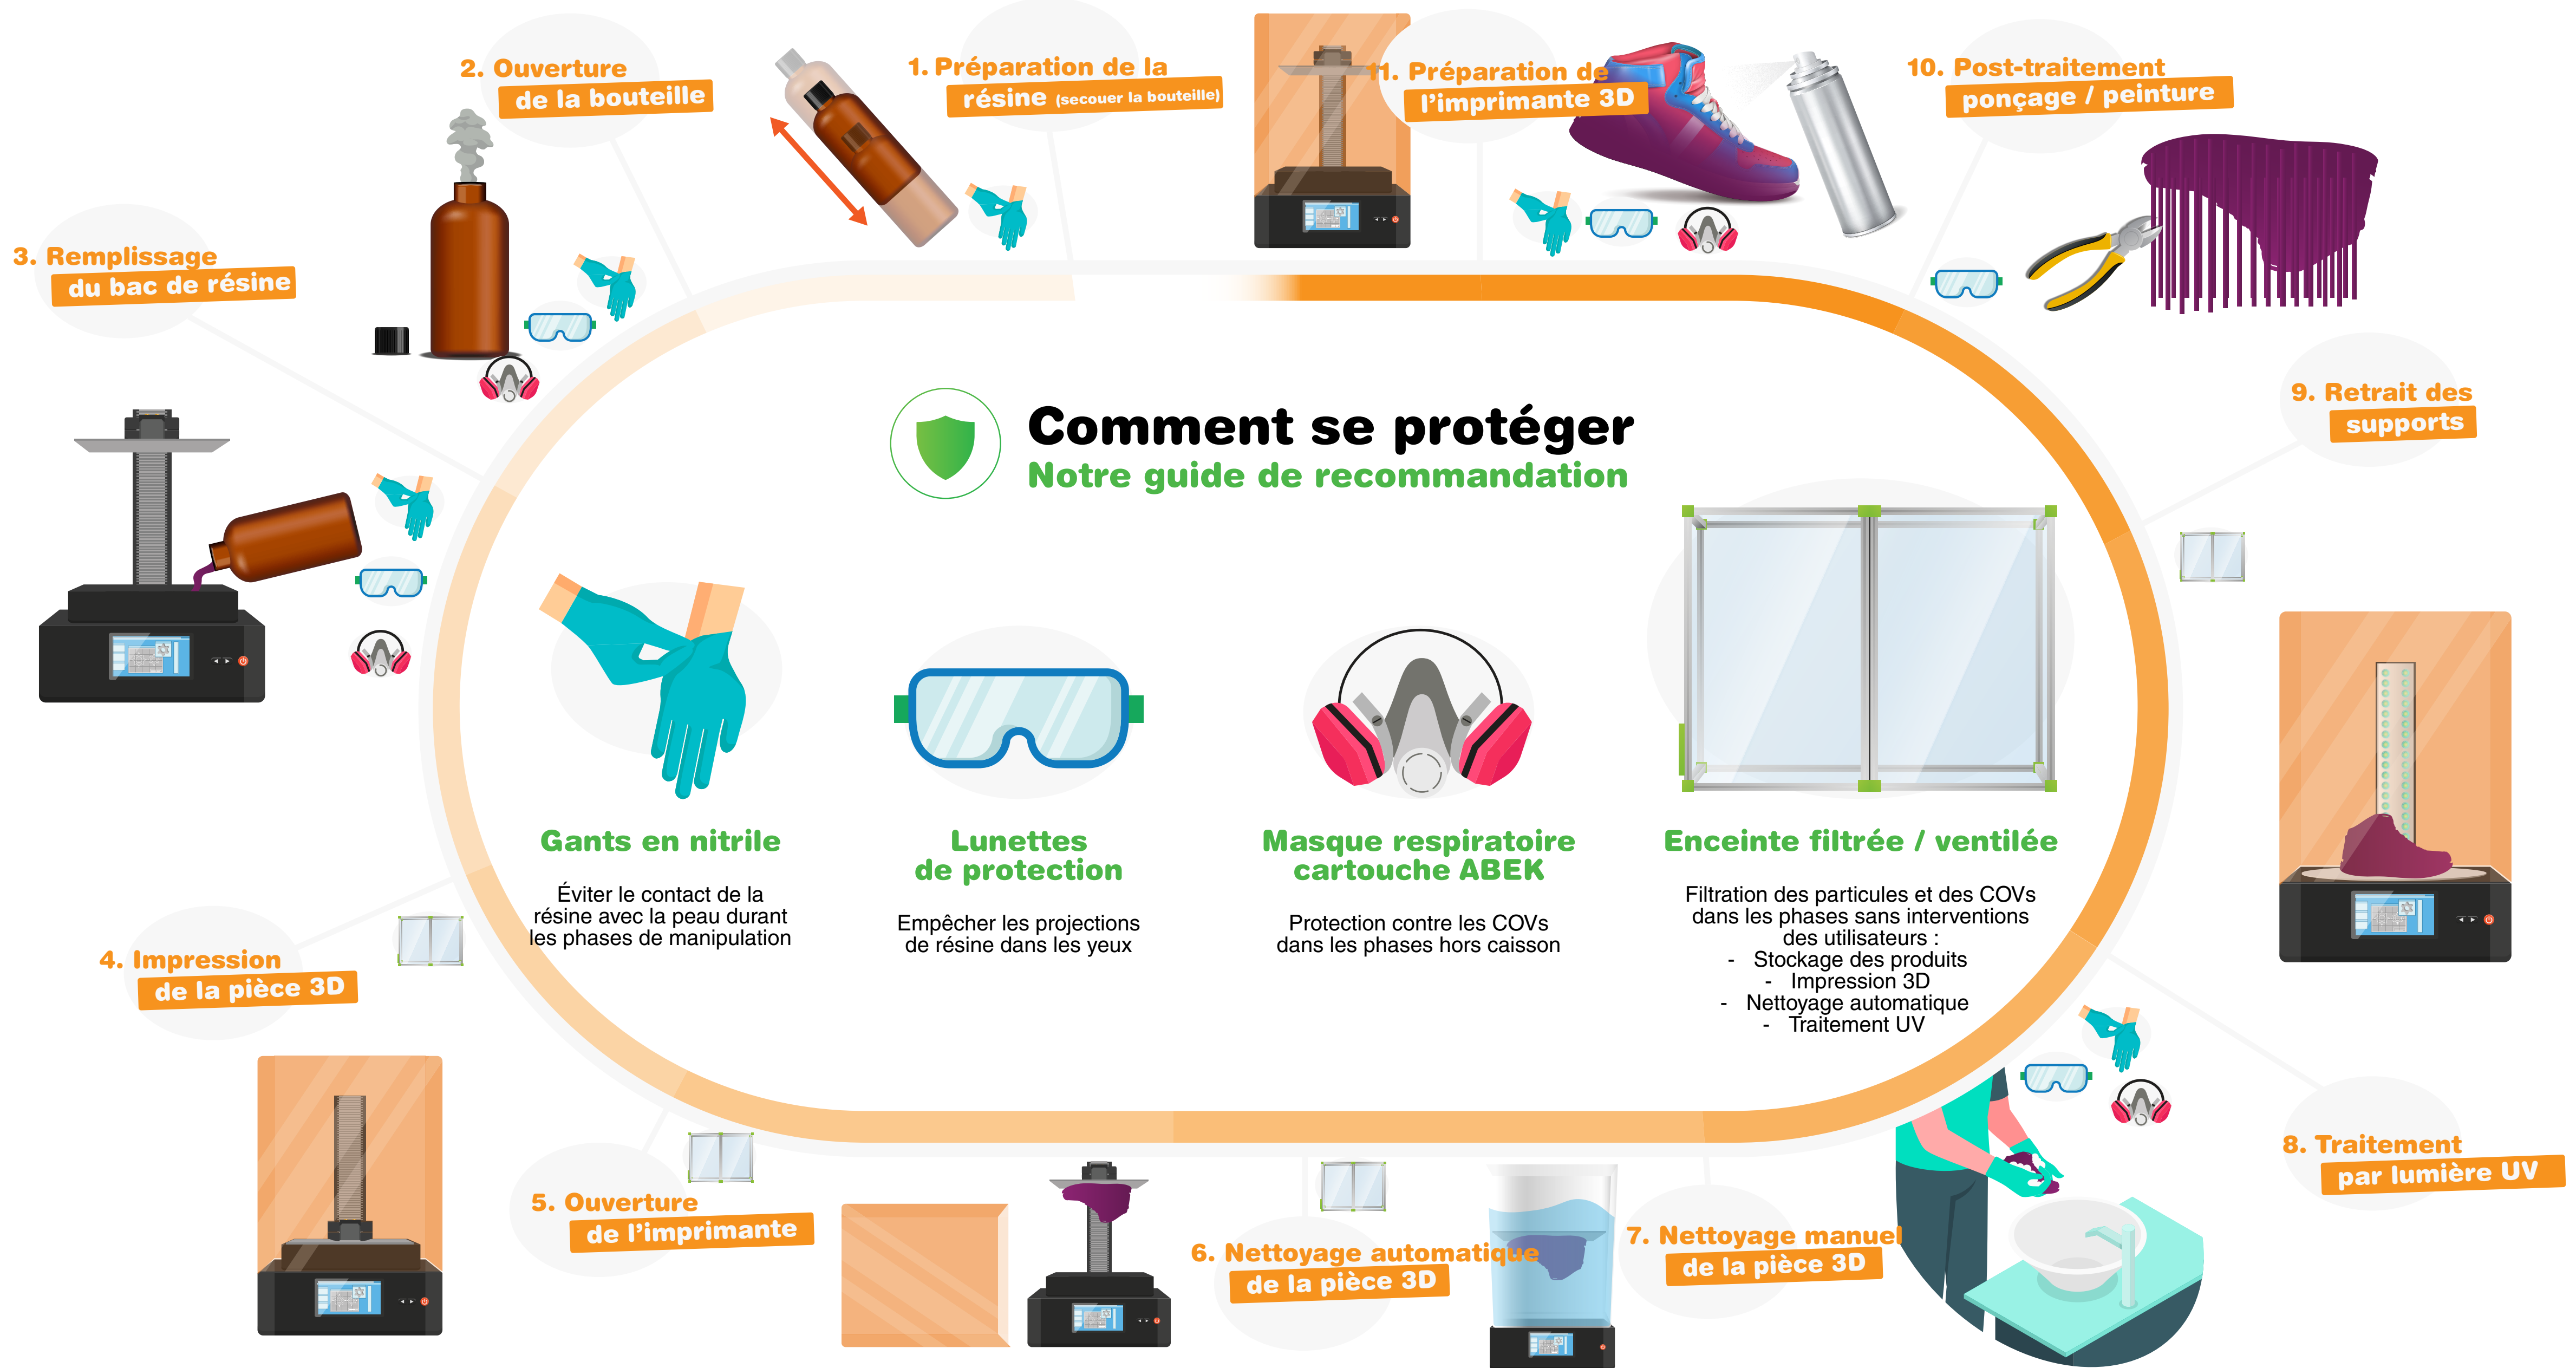 1. Préparation de la
résine (secouer la bouteille)
2. Ouverture
de la bouteille
3. Remplissage
du bac de résine
4. Impression
de la pièce 3D
5. Ouverture
de l'imprimante
6. Nettoyage automatique
de la pièce 3D
7. Nettoyage manuel
de la pièce 3D
8. Traitement
par lumière UV
9. Retrait des
supports
10. Post-traitement
ponçage / peinture
11. Préparation de
l'imprimante 3D
Comment se protéger
Notre guide de recommandation
Gants en nitrile
Éviter le contact de la
résine avec la peau durant
les phases de manipulation
Lunettes
de protection
Empêcher les projections
de résine dans les yeux
Masque respiratoire
cartouche ABEK
Protection contre les COVs
dans les phases hors caisson
Enceinte filtrée / ventilée
Filtration des particules et des COVs
dans les phases sans interventions
des utilisateurs :
- Stockage des produits
- Impression 3D
- Nettoyage automatique
- Traitement UV